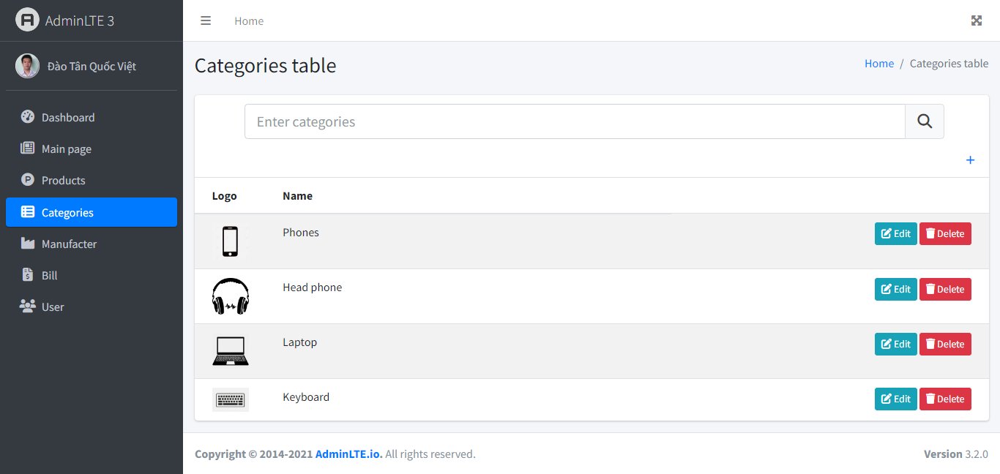 AdminLTE 3
Home
Đào Tân Quốc Việt
Categories table
Home / Categories table
Dashboard
Main page
Products
Categories
Manufacter
Bill
User
Enter categories
+
Logo Name
Phones Edit Delete
Head phone Edit Delete
Laptop Edit Delete
Keyboard Edit Delete
Copyright © 2014-2021 AdminLTE.io. All rights reserved.
Version 3.2.0